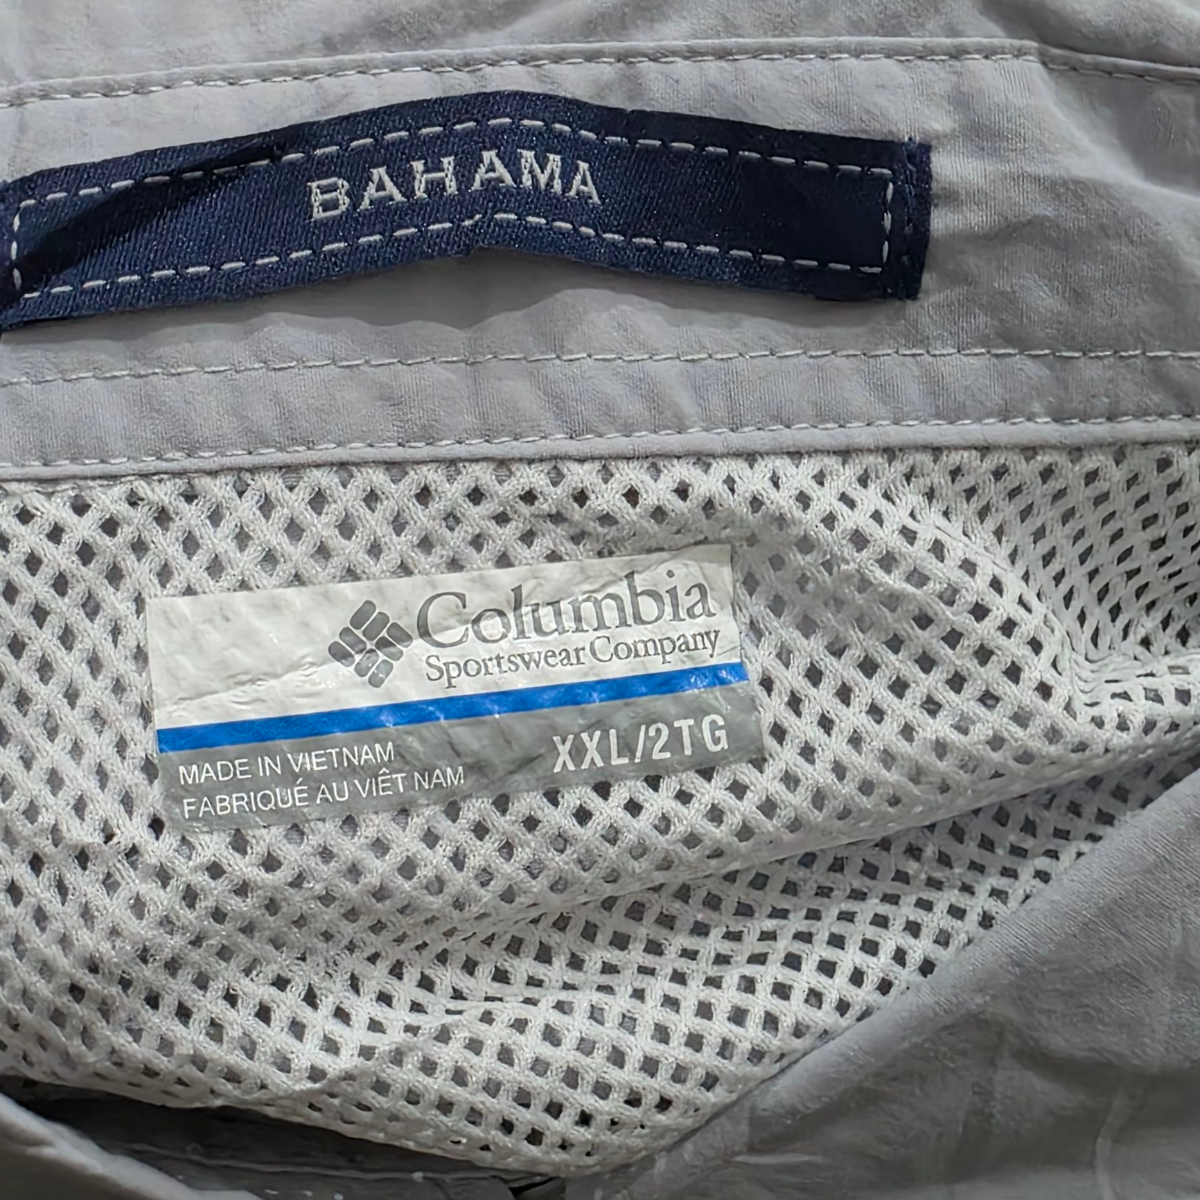 BAHAMA
Columbia
Sportswear Company
MADE IN VIETNAM
FABRIQUÉ AU VIÊT NAM
XXL/2TG